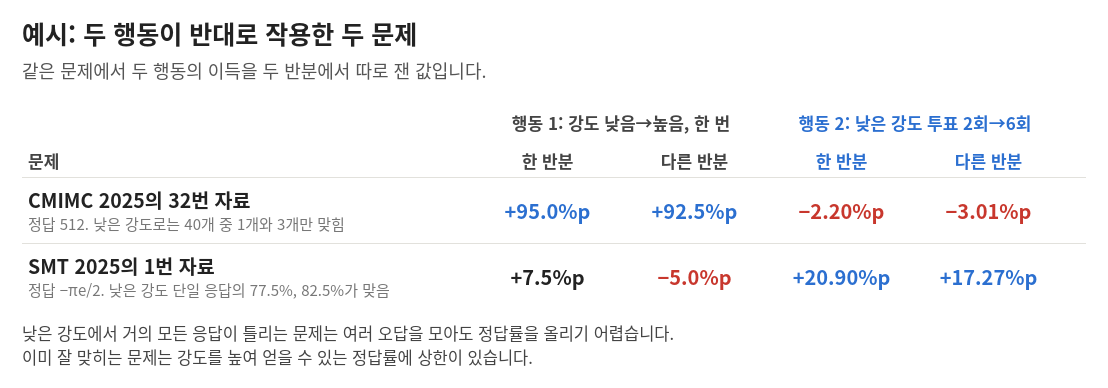 예시: 두 행동이 반대로 작용한 두 문제
같은 문제에서 두 행동의 이득을 두 반분에서 따로 잰 값입니다.
행동 1: 강도 낮음→높음, 한 번 행동 2: 낮은 강도 투표 2회→6회
문제 한 반분 다른 반분 한 반분 다른 반분
CMIMC 2025의 32번 자료
정답 512. 낮은 강도로는 40개 중 1개와 3개만 맞힘
+95.0%p +92.5%p −2.20%p −3.01%p
SMT 2025의 1번 자료
정답 −πe/2. 낮은 강도 단일 응답의 77.5%, 82.5%가 맞음
+7.5%p −5.0%p +20.90%p +17.27%p
낮은 강도에서 거의 모든 응답이 틀리는 문제는 여러 오답을 모아도 정답률을 올리기 어렵습니다.
이미 잘 맞히는 문제는 강도를 높여 얻을 수 있는 정답률에 상한이 있습니다.